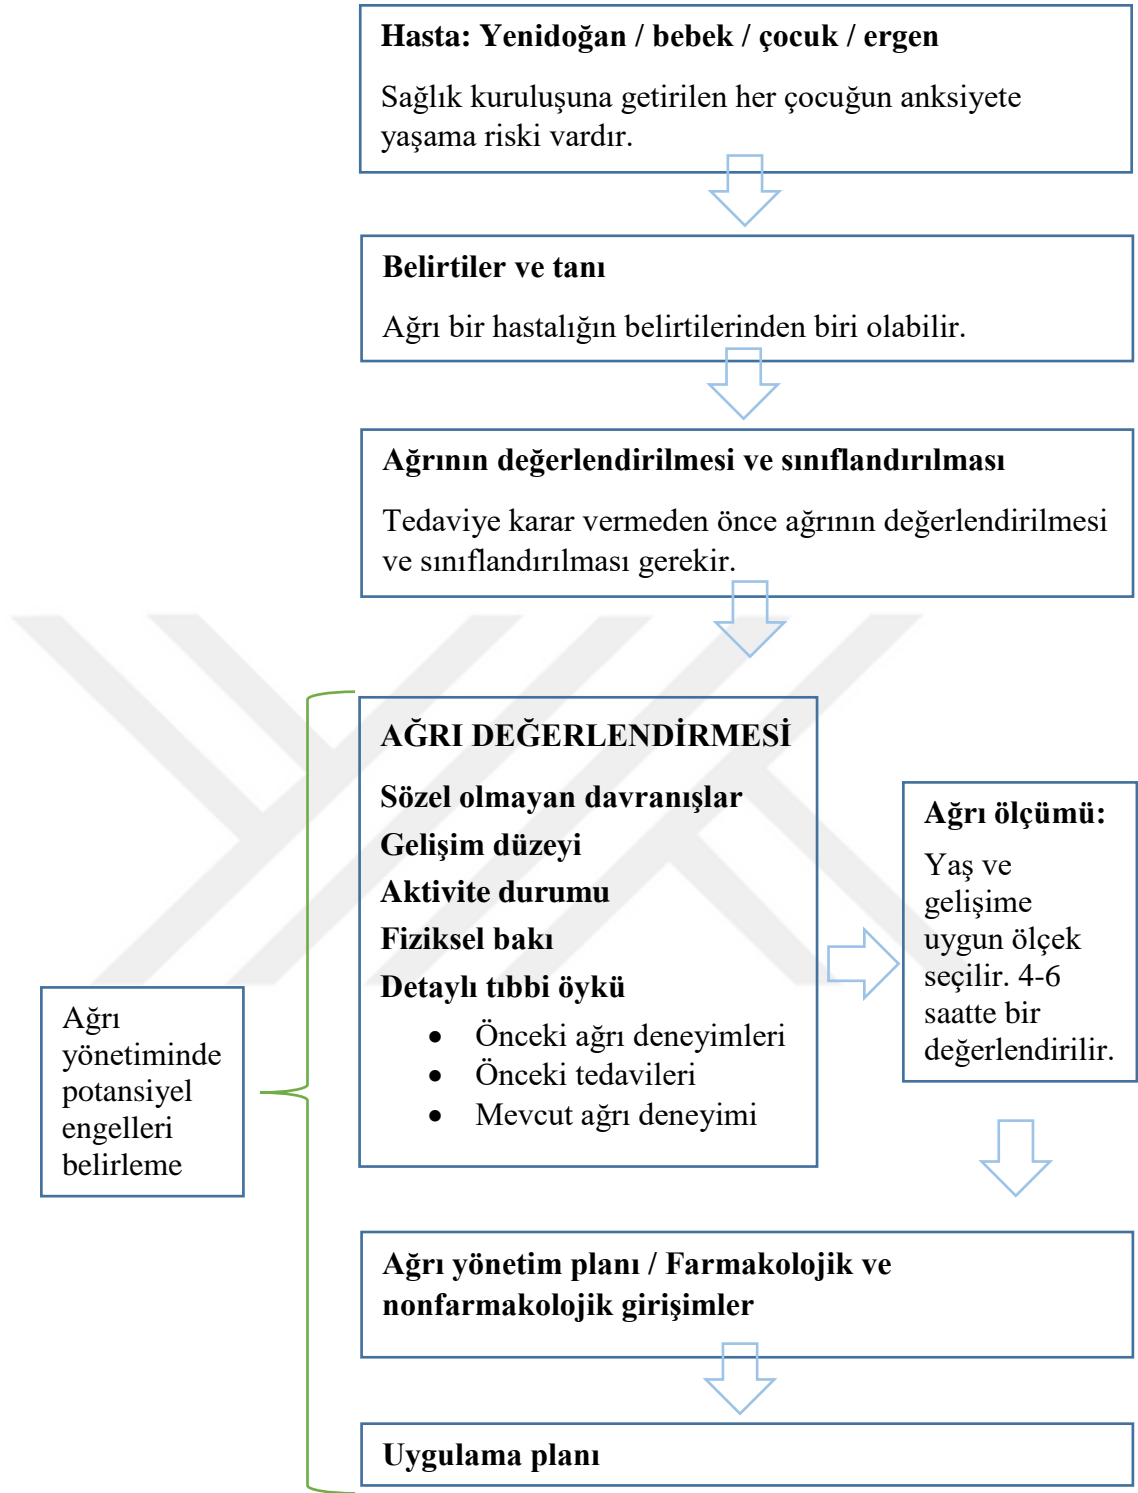 Hasta: Yenidoğan / bebek / çocuk / ergen
Sağlık kuruluşuna getirilen her çocuğun anksiyete
yaşama riski vardır.
Belirtiler ve tanı
Ağrı bir hastalığın belirtilerinden biri olabilir.
Ağrının değerlendirilmesi ve sınıflandırılması
Tedaviye karar vermeden önce ağrının değerlendirilmesi
ve sınıflandırılması gerekir.
AĞRI DEĞERLENDİRMESİ
Sözel olmayan davranışlar
Gelişim düzeyi
Aktivite durumu
Fiziksel bakı
Detaylı tıbbi öykü
• Önceki ağrı deneyimleri
• Önceki tedavileri
• Mevcut ağrı deneyimi
Ağrı ölçümü:
Yaş ve
gelişime
uygun ölçek
seçilir. 4-6
saatte bir
değerlendirilir.
Ağrı
yönetiminde
potansiyel
engelleri
belirleme
Ağrı yönetim planı / Farmakolojik ve
nonfarmakolojik girişimler
Uygulama planı